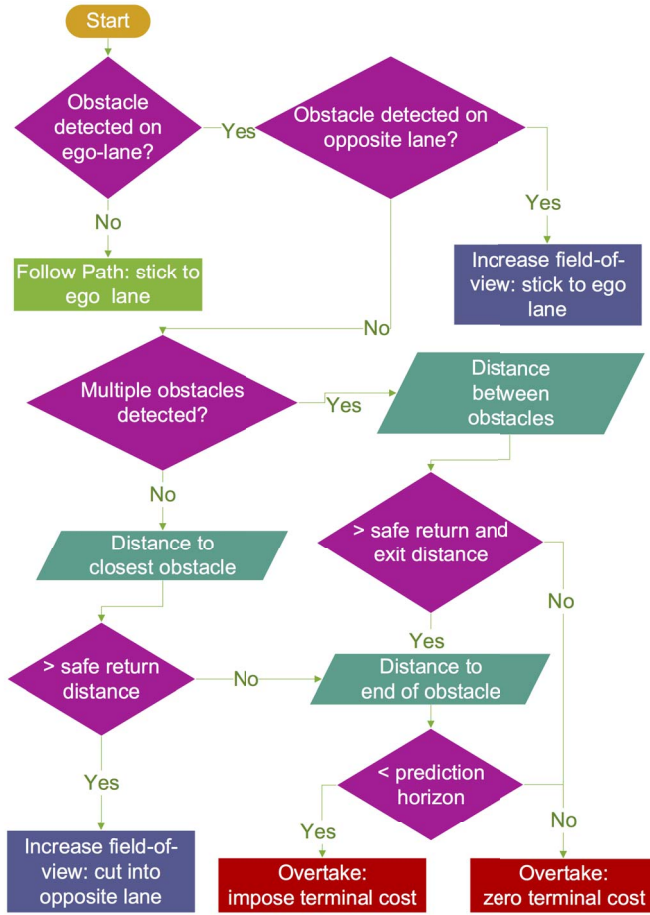 Start
Obstacle
detected on
ego-lane?
Yes
Obstacle detected on
opposite lane?
No
Yes
Follow Path: stick to
ego lane
Increase field-of-
view: stick to ego
lane
No
Multiple obstacles
detected?
Yes
Distance
between
obstacles
No
> safe return and
exit distance
Distance to
closest obstacle
No
Yes
> safe return
distance
No
Distance to
end of obstacle
Yes
< prediction
horizon
Yes
No
Increase field-of-
view: cut into
opposite lane
Overtake:
impose terminal cost
Overtake:
zero terminal cost